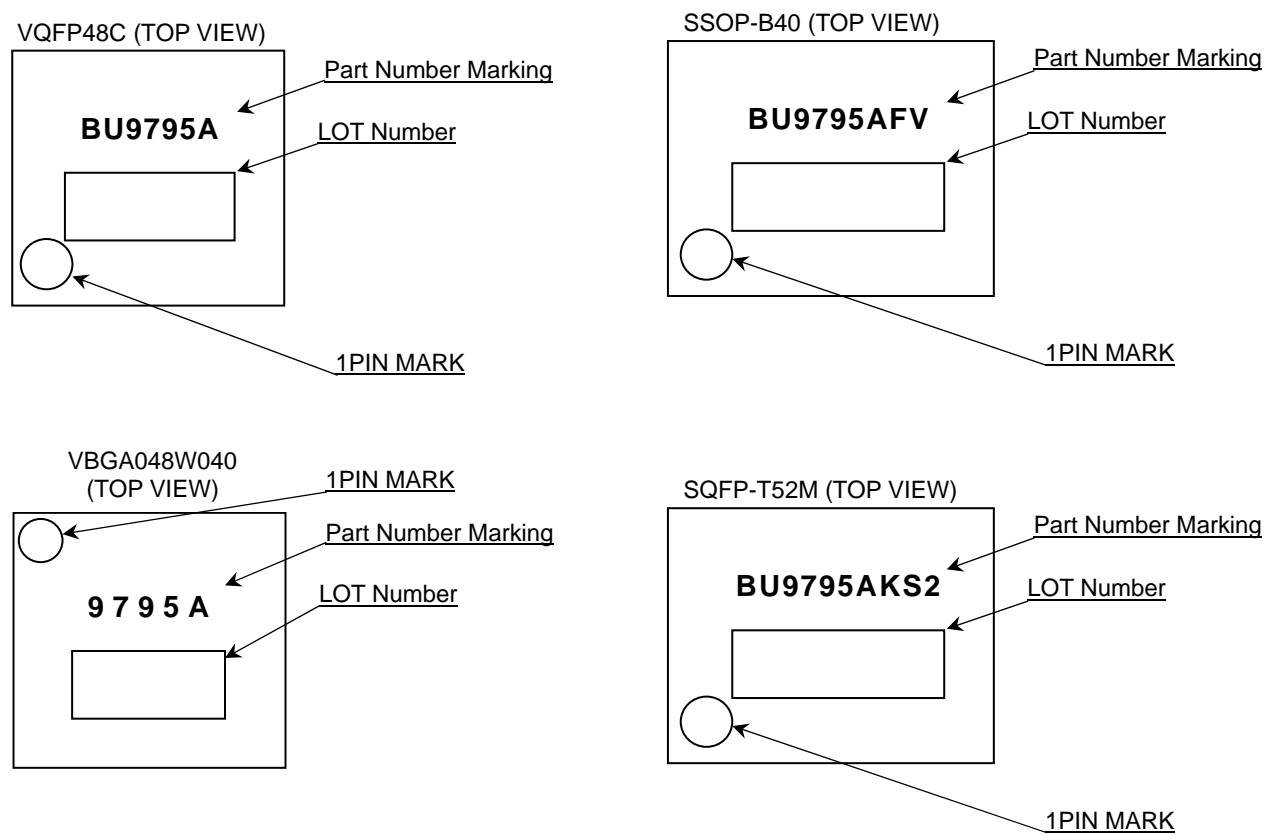 VQFP48C (TOP VIEW)
Part Number Marking
BU9795A
LOT Number
1PIN MARK
SSOP-B40 (TOP VIEW)
Part Number Marking
BU9795AFV
LOT Number
1PIN MARK
VBGA048W040
(TOP VIEW)
1PIN MARK
Part Number Marking
9795A
LOT Number
SQFP-T52M (TOP VIEW)
Part Number Marking
BU9795AKS2
LOT Number
1PIN MARK